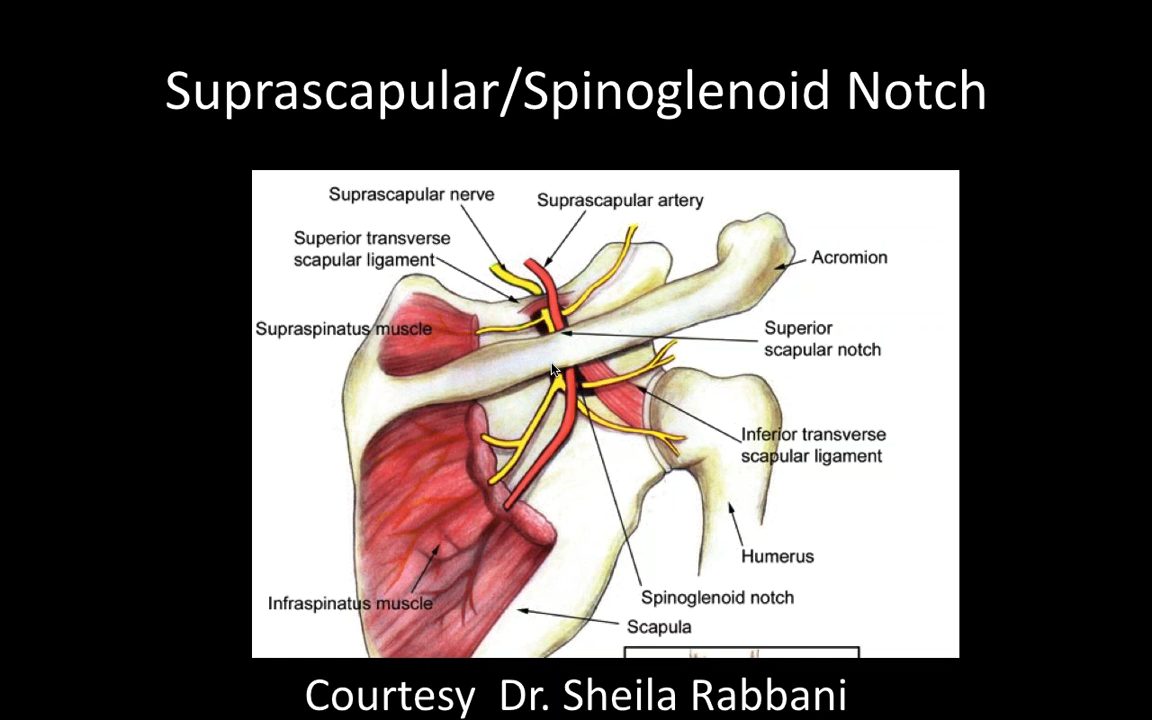 Suprascapular/Spinoglenoid Notch
Suprascapular nerve
Suprascapular artery
Superior transverse
scapular ligament
Acromion
Supraspinatus muscle
Superior
scapular notch
Inferior transverse
scapular ligament
Humerus
Infraspinatus muscle
Spinoglenoid notch
Scapula
Courtesy Dr. Sheila Rabbani